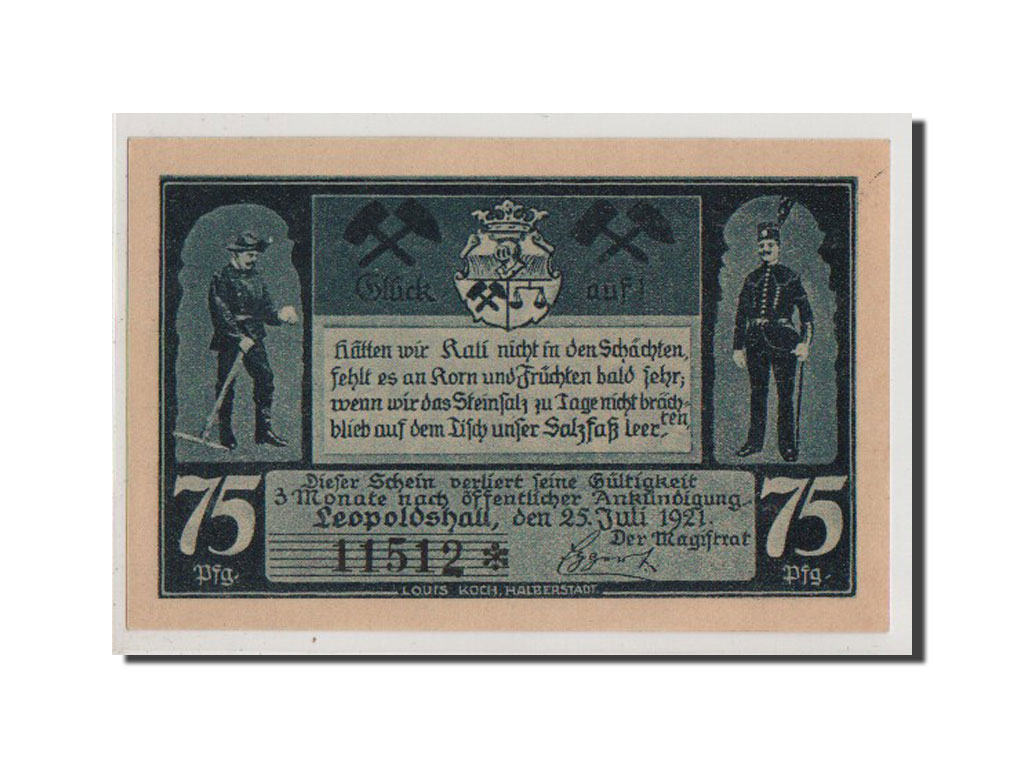 Glück auf!
Hätten wir Kali nicht in den Schächten,
fehlt es an Korn und Früchten bald sehr;
wenn wir das Steinsalz zu Tage nicht bräch-
ten,
blieb auf dem Tisch unser Salzfaß leer.
75 Pfg.
Dieser Schein verliert seine Gültigkeit
3 Monate nach öffentlicher Ankündigung.
Leopoldshall, den 25. Juli 1921.
Der Magistrat
11512 *
Eggert
75 Pfg.
LOUIS KOCH, HALBERSTADT.